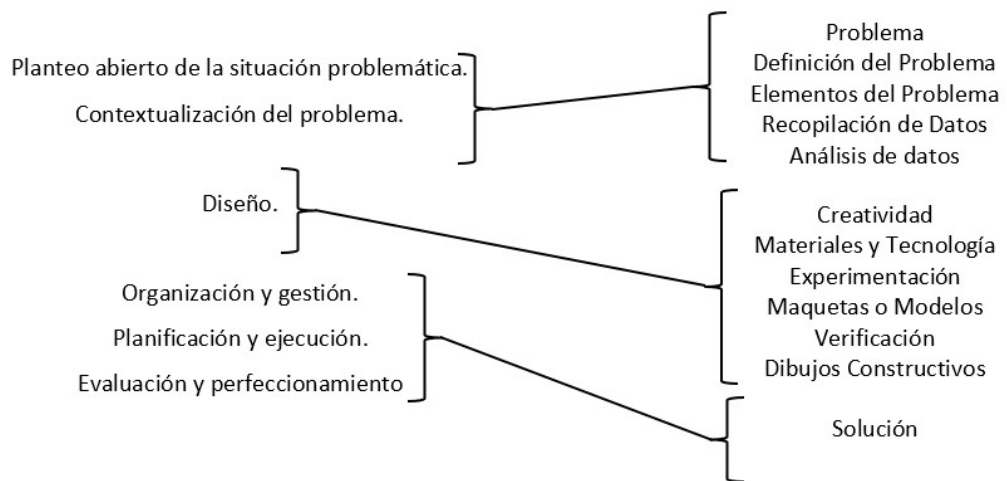 Planteo abierto de la situación problemática.
Contextualización del problema.
Problema
Definición del Problema
Elementos del Problema
Recopilación de Datos
Análisis de datos
Diseño.
Creatividad
Materiales y Tecnología
Experimentación
Maquetas o Modelos
Verificación
Dibujos Constructivos
Organización y gestión.
Planificación y ejecución.
Evaluación y perfeccionamiento
Solución